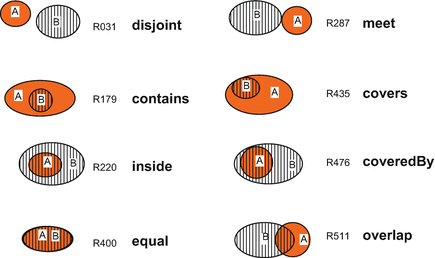 A B R031 disjoint
B A R287 meet
B A R179 contains
B A R435 covers
A B R220 inside
A B R476 coveredBy
A B R400 equal
B A R511 overlap